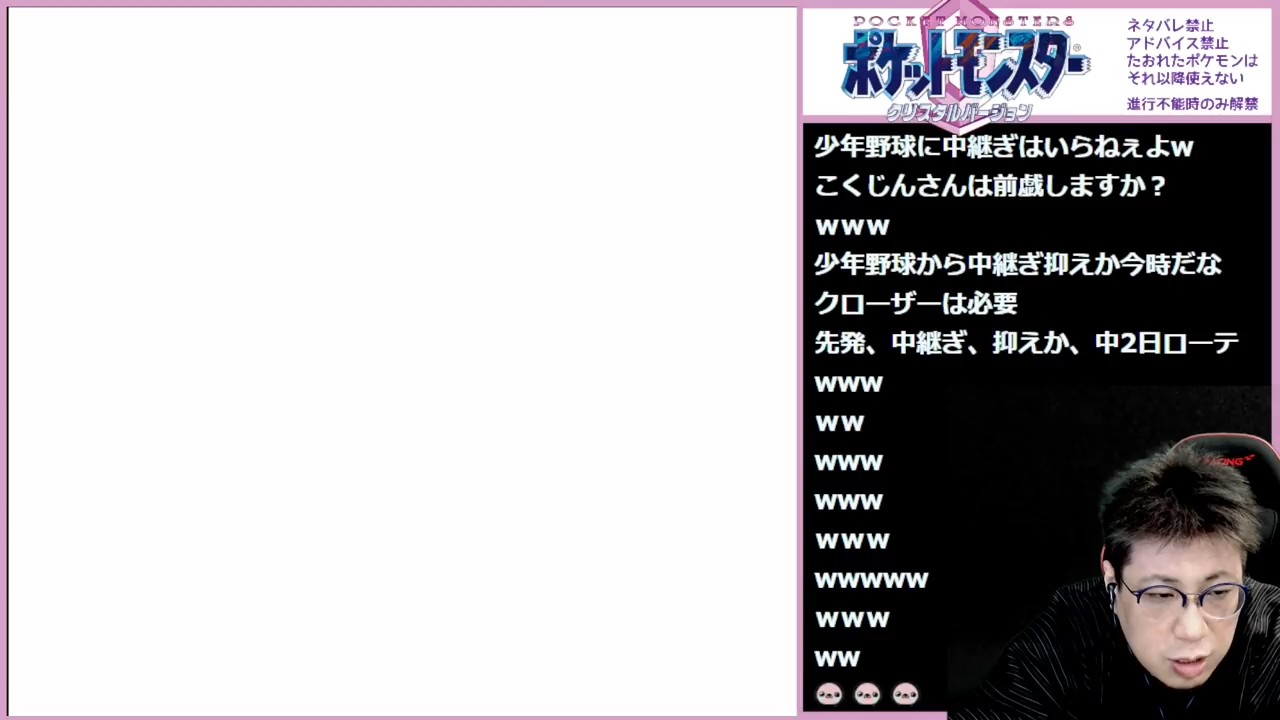 POCKET MONSTERS
ポケットモンスター
®
クリスタルバージョン
ネタバレ禁止
アドバイス禁止
たおれたポケモンは
それ以降使えない
進行不能時のみ解禁
少年野球に中継ぎはいらねぇよw
こくじんさんは前戯しますか？
ｗｗｗ
少年野球から中継ぎ抑えか今時だな
クローザーは必要
先発、中継ぎ、抑えか、中2日ローテ
www
ｗｗ
www
www
ｗｗｗ
wwwww
ｗｗｗ
ww